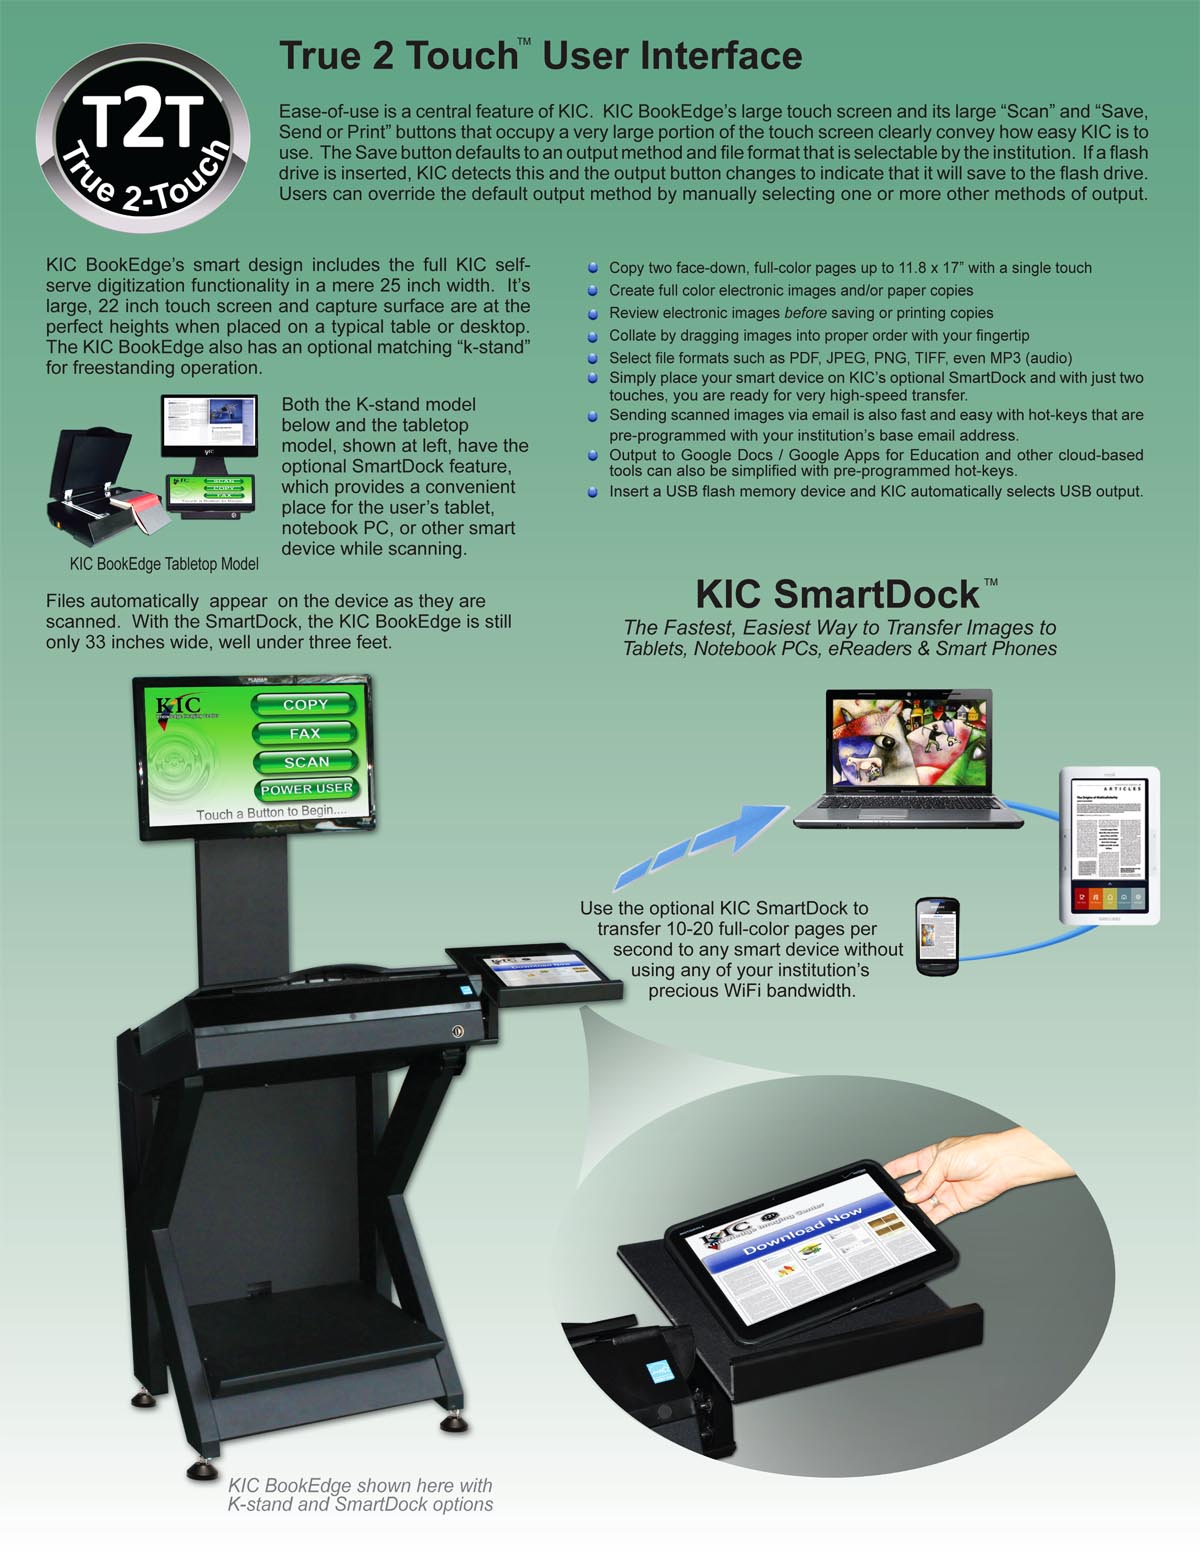 True 2 Touch™ User Interface
T2T
True 2-Touch
Ease-of-use is a central feature of KIC. KIC BookEdge's large touch screen and its large “Scan” and “Save,
Send or Print” buttons that occupy a very large portion of the touch screen clearly convey how easy KIC is to
use. The Save button defaults to an output method and file format that is selectable by the institution. If a flash
drive is inserted, KIC detects this and the output button changes to indicate that it will save to the flash drive.
Users can override the default output method by manually selecting one or more other methods of output.
KIC BookEdge's smart design includes the full KIC self-
serve digitization functionality in a mere 25 inch width. It's
large, 22 inch touch screen and capture surface are at the
perfect heights when placed on a typical table or desktop.
The KIC BookEdge also has an optional matching “k-stand”
for freestanding operation.
Both the K-stand model
below and the tabletop
model, shown at left, have the
optional SmartDock feature,
which provides a convenient
place for the user's tablet,
notebook PC, or other smart
device while scanning.
KIC
SCAN
COPY
FAX
KIC BookEdge Tabletop Model
Files automatically appear on the device as they are
scanned. With the SmartDock, the KIC BookEdge is still
only 33 inches wide, well under three feet.
Copy two face-down, full-color pages up to 11.8 x 17” with a single touch
Create full color electronic images and/or paper copies
Review electronic images before saving or printing copies
Collate by dragging images into proper order with your fingertip
Select file formats such as PDF, JPEG, PNG, TIFF, even MP3 (audio)
Simply place your smart device on KIC's optional SmartDock and with just two
touches, you are ready for very high-speed transfer.
Sending scanned images via email is also fast and easy with hot-keys that are
pre-programmed with your institution's base email address.
Output to Google Docs / Google Apps for Education and other cloud-based
tools can also be simplified with pre-programmed hot-keys.
Insert a USB flash memory device and KIC automatically selects USB output.
KIC SmartDock™
The Fastest, Easiest Way to Transfer Images to
Tablets, Notebook PCs, eReaders & Smart Phones
PLANAR
KIC
Knowledge Imaging Center
COPY
FAX
SCAN
POWER USER
Touch a Button to Begin....
ARTICLES
Use the optional KIC SmartDock to
transfer 10-20 full-color pages per
second to any smart device without
using any of your institution's
precious WiFi bandwidth.
KIC
Download Now
KIC
Knowledge Imaging Center
Download Now
KIC BookEdge shown here with
K-stand and SmartDock options